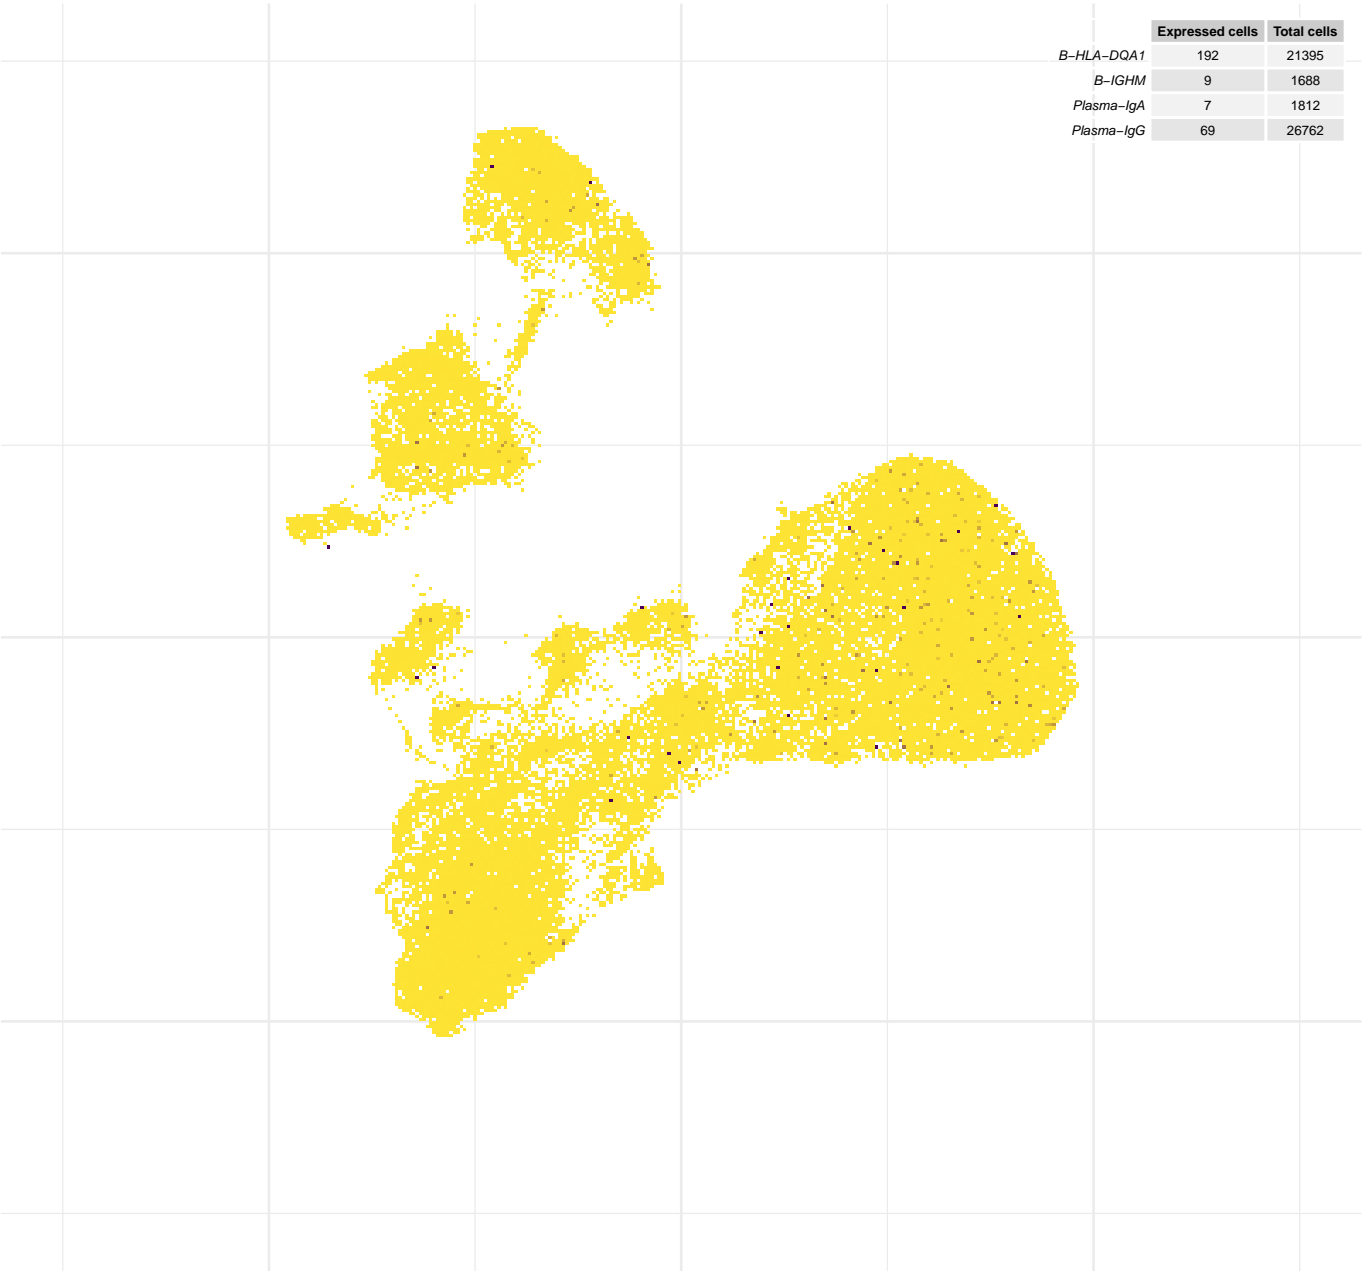 Expressed cells Total cells
B−HLA−DQA1 192 21395
B−IGHM 9 1688
Plasma−IgA 7 1812
Plasma−IgG 69 26762